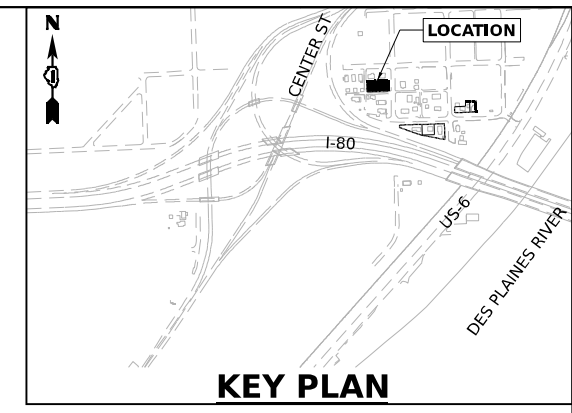 N
LOCATION
CENTER ST
I-80
US-6
DES PLAINES RIVER
KEY PLAN